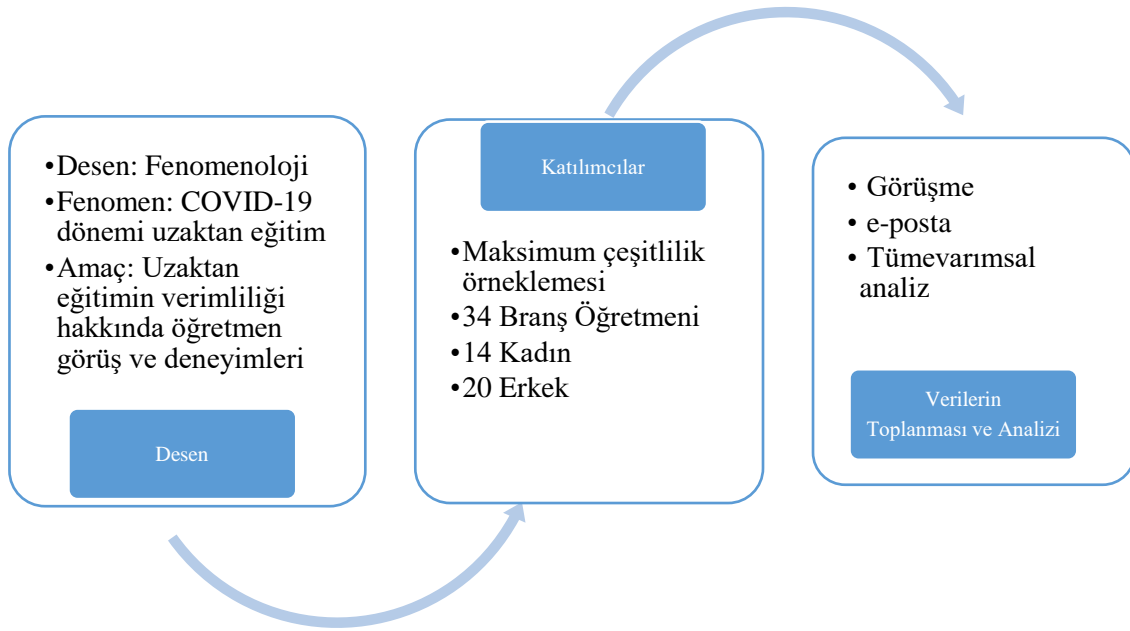 •Desen: Fenomenoloji
•Fenomen: COVID-19
dönemi uzaktan eğitim
•Amaç: Uzaktan
eğitimin verimliliği
hakkında öğretmen
görüş ve deneyimleri
Desen
Katılımcılar
•Maksimum çeşitlilik
örneklemesi
•34 Branş Öğretmeni
•14 Kadın
•20 Erkek
• Görüşme
• e-posta
• Tümevarımsal
analiz
Verilerin
Toplanması ve Analizi